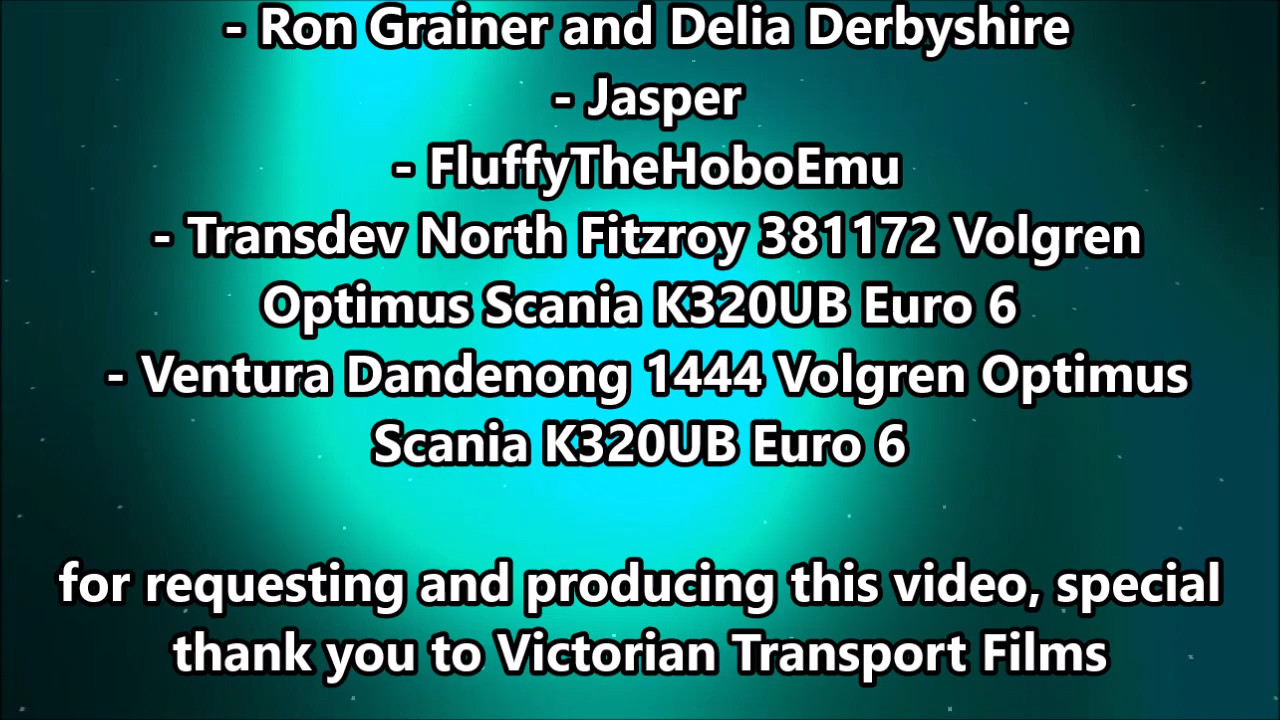 - Ron Grainer and Delia Derbyshire
- Jasper
- FluffyTheHoboEmu
- Transdev North Fitzroy 381172 Volgren
Optimus Scania K320UB Euro 6
- Ventura Dandenong 1444 Volgren Optimus
Scania K320UB Euro 6
for requesting and producing this video, special
thank you to Victorian Transport Films